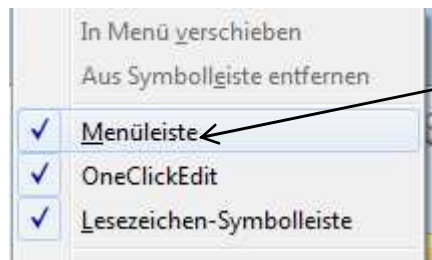 In Menü verschieben
Aus Symbolleiste entfernen
Menüleiste
OneClickEdit
Lesezeichen-Symbolleiste